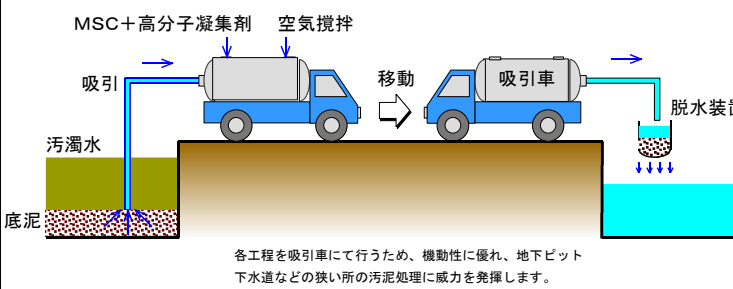 MSC+高分子凝集剤
空気撹拌
吸引
移動
吸引車
脱水装置
汚濁水
底泥
各工程を吸引車にて行うため、機動性に優れ、地下ピット
下水道などの狭い所の汚泥処理に威力を発揮します。